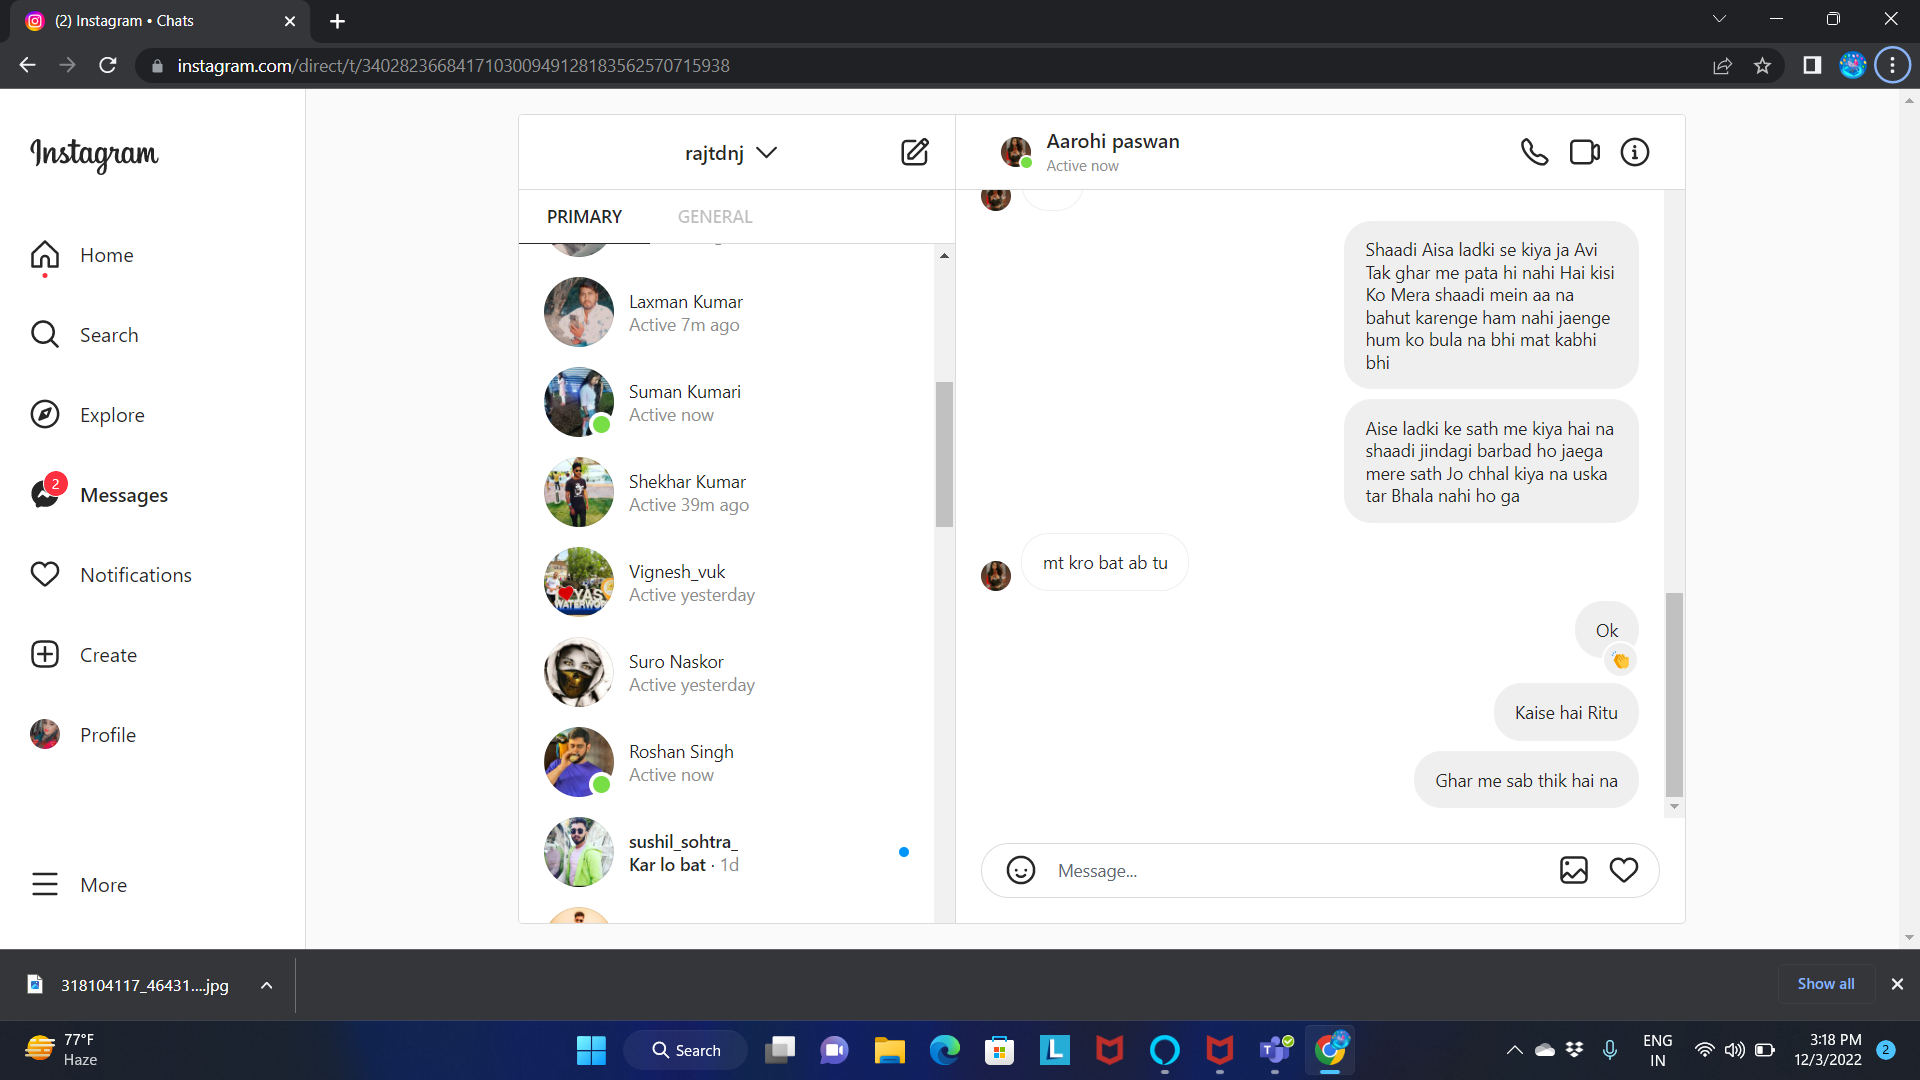 (2) Instagram • Chats
instagram.com/direct/t/340282366841710300949128183562570715938
Instagram
Home
Search
Explore
2
Messages
Notifications
Create
Profile
More
rajtdnj
PRIMARY
GENERAL
Laxman Kumar
Active 7m ago
Suman Kumari
Active now
Shekhar Kumar
Active 39m ago
Vignesh_vuk
Active yesterday
Suro Naskor
Active yesterday
Roshan Singh
Active now
sushil_sohtra_
Kar lo bat · 1d
Aarohi paswan
Active now
Shaadi Aisa ladki se kiya ja Avi
Tak ghar me pata hi nahi Hai kisi
Ko Mera shaadi mein aa na
bahut karenge ham nahi jaenge
hum ko bula na bhi mat kabhi
bhi
Aise ladki ke sath me kiya hai na
shaadi jindagi barbad ho jaega
mere sath Jo chhal kiya na uska
tar Bhala nahi ho ga
mt kro bat ab tu
Ok
Kaise hai Ritu
Ghar me sab thik hai na
Message...
318104117_46431....jpg
Show all
77°F
Haze
Search
ENG
IN
3:18 PM
12/3/2022
2